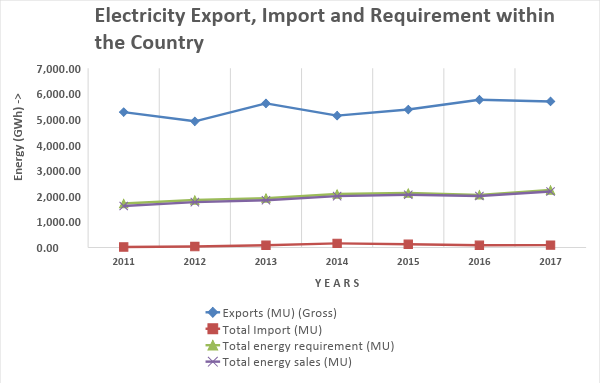 Electricity Export, Import and Requirement within
the Country
7,000.00
6,000.00
5,000.00
4,000.00
3,000.00
2,000.00
1,000.00
0.00
Energy (GWh) ->
2011 2012 2013 2014 2015 2016 2017
YEARS
Exports (MU) (Gross)
Total Import (MU)
Total energy requirement (MU)
Total energy sales (MU)